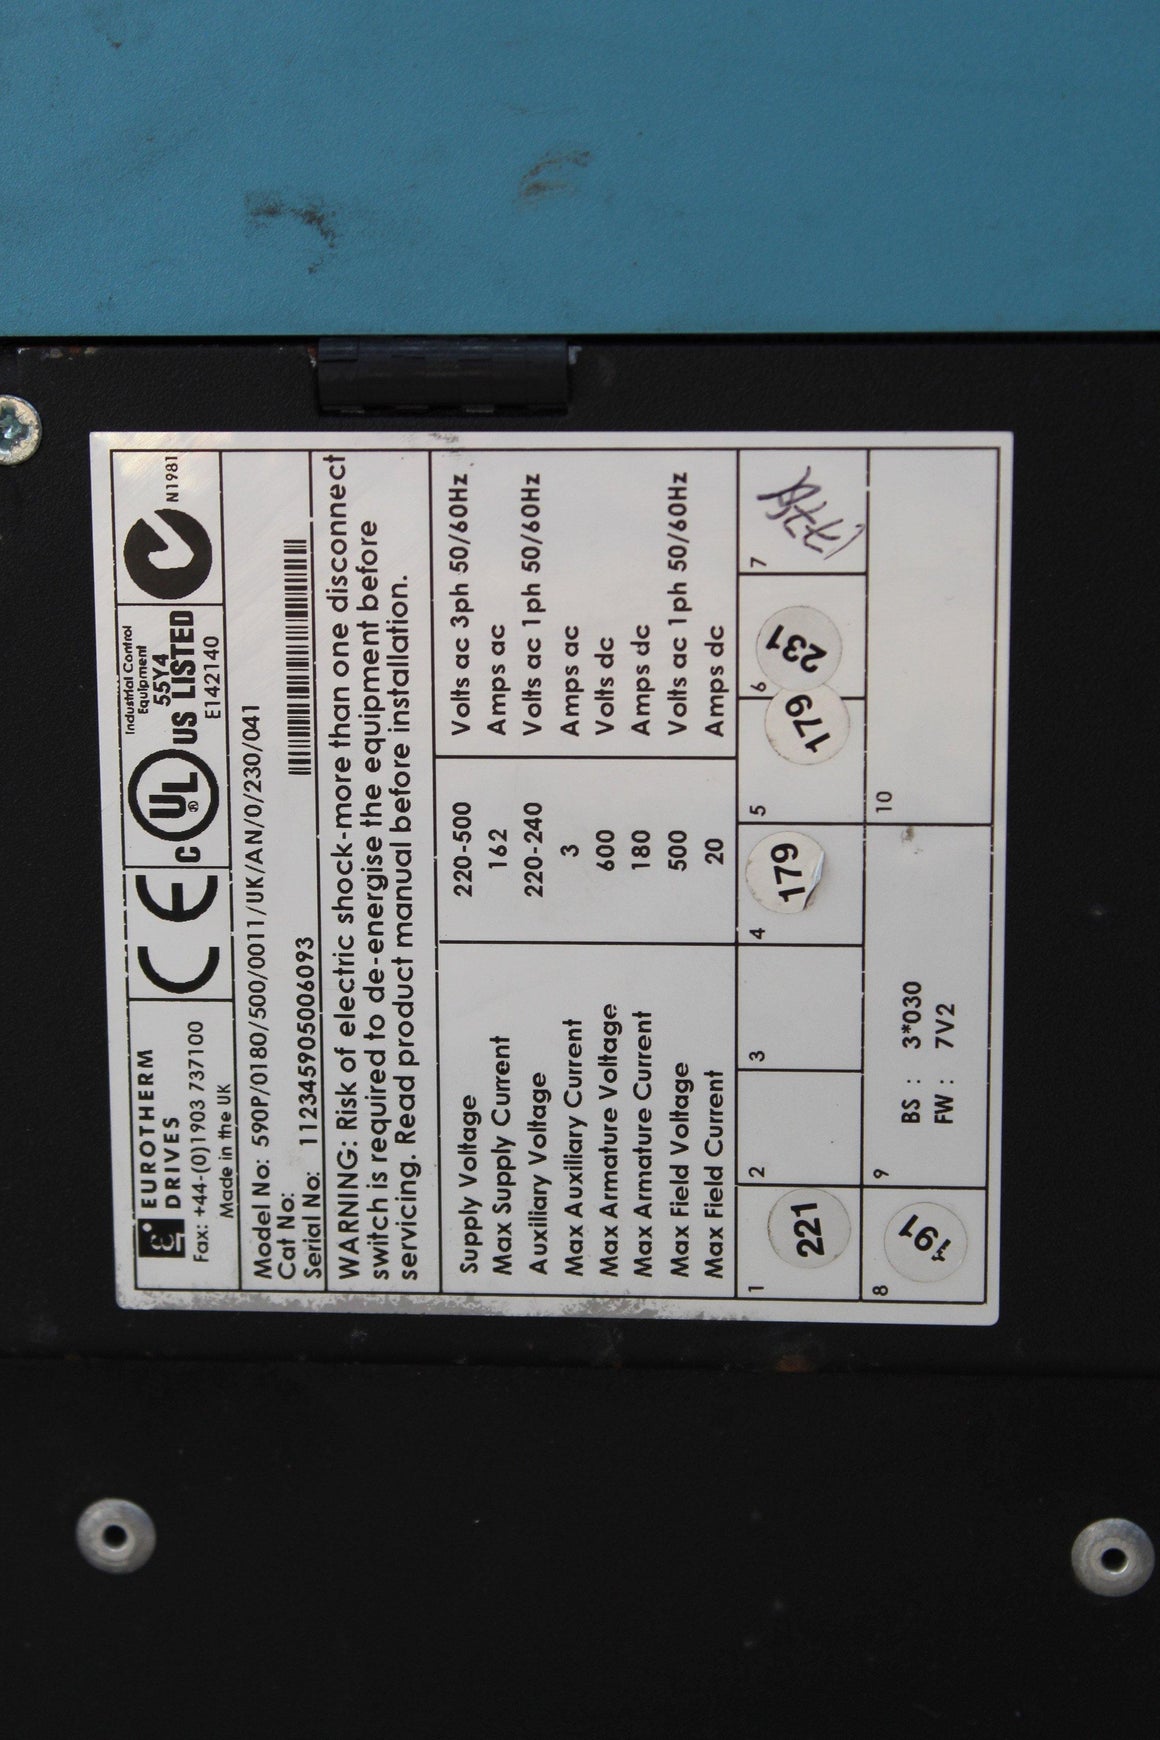 EUROTHERM
DRIVES
Fax: +44-(0)1903 737100
Made in the UK
CE
C UL ® US LISTED
Industrial Control
Equipment
55Y4
E142140
N1981
Model No: 590P/0180/500/0011/UK/AN/0/230/041
Cat No:
Serial No: 1123459050​06093
WARNING: Risk of electric shock-more than one disconnect
switch is required to de-energise the equipment before
servicing. Read product manual before installation.
Supply Voltage 220-500 Volts ac 3ph 50/60Hz
Max Supply Current 162 Amps ac
Auxiliary Voltage 220-240 Volts ac 1ph 50/60Hz
Max Auxiliary Current 3 Amps ac
Max Armature Voltage 600 Volts dc
Max Armature Current 180 Amps dc
Max Field Voltage 500 Volts ac 1ph 50/60Hz
Max Field Current 20 Amps dc
1 221
2
3
4 179
5 179
6 231
7
8 191
9 BS : 3*030
FW : 7V2
10